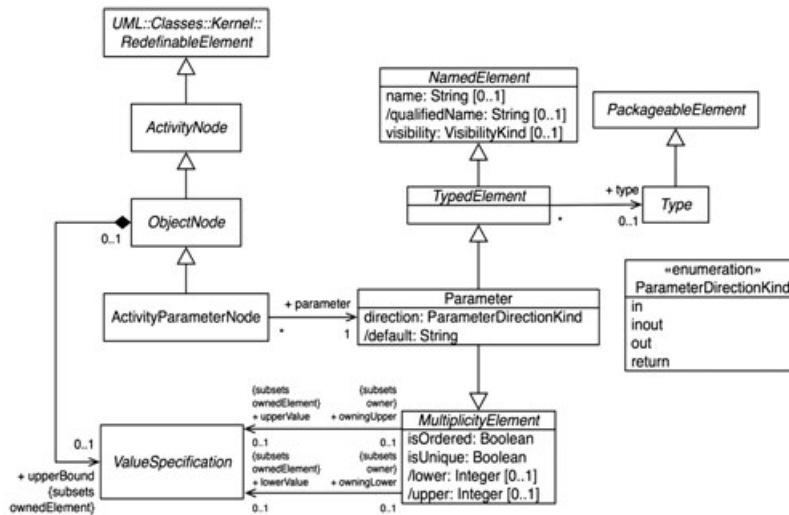 UML::Classes::Kernel::
RedefinableElement
ActivityNode
ObjectNode
0..1
ActivityParameterNode
+ parameter
*
1
NamedElement
name: String [0..1]
/qualifiedName: String [0..1]
visibility: VisibilityKind [0..1]
PackageableElement
TypedElement
+ type
*
0..1
Type
Parameter
direction: ParameterDirectionKind
/default: String
«enumeration»
ParameterDirectionKind
in
inout
out
return
{subsets
ownedElement}
+ upperValue
0..1
{subsets
owner}
+ owningUpper
0..1
{subsets
ownedElement}
+ lowerValue
0..1
{subsets
owner}
+ owningLower
0..1
MultiplicityElement
isOrdered: Boolean
isUnique: Boolean
/lower: Integer [0..1]
/upper: Integer [0..1]
ValueSpecification
0..1
+ upperBound
{subsets
ownedElement}